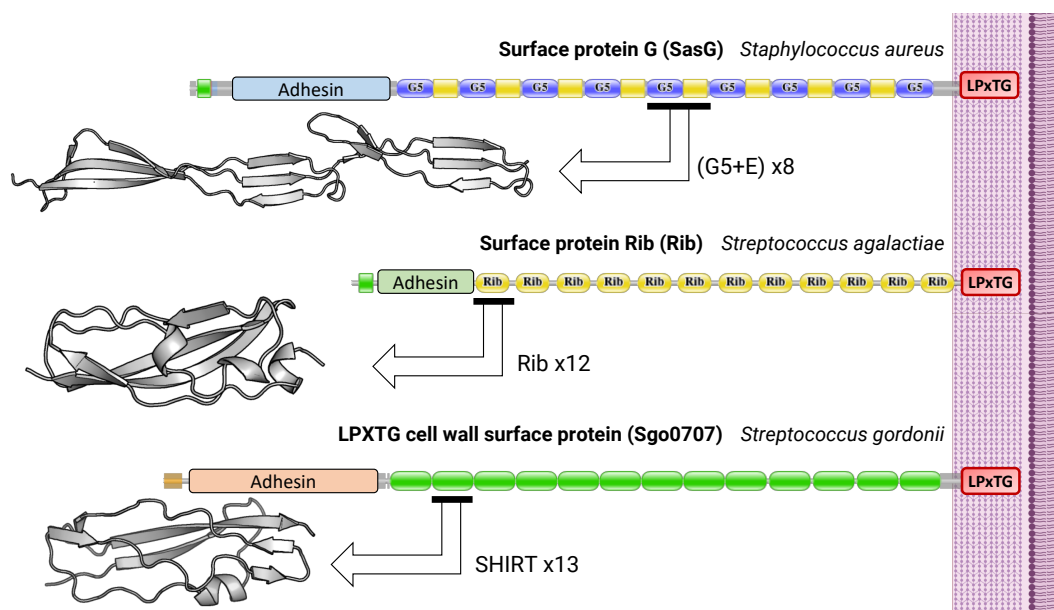 Surface protein G (SasG) Staphylococcus aureus
Adhesin G5 G5 G5 G5 G5 G5 G5 G5 G5 LPxTG
(G5+E) x8
Surface protein Rib (Rib) Streptococcus agalactiae
Adhesin Rib Rib Rib Rib Rib Rib Rib Rib Rib Rib Rib Rib LPxTG
Rib x12
LPXTG cell wall surface protein (Sgo0707) Streptococcus gordonii
Adhesin LPxTG
SHIRT x13